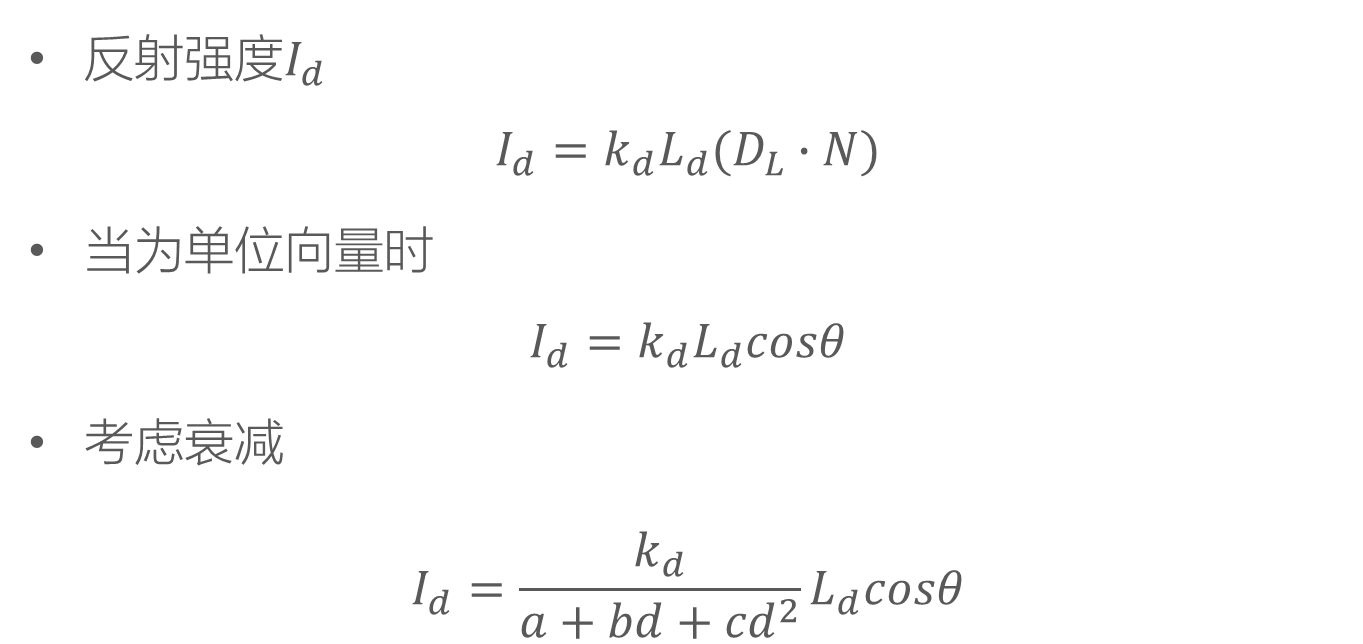 • 反射强度I_d
I_d = k_d L_d (D_L · N)
• 当为单位向量时
I_d = k_d L_d cosθ
• 考虑衰减
I_d = \frac{k_d}{a + bd + cd^2} L_d cosθ